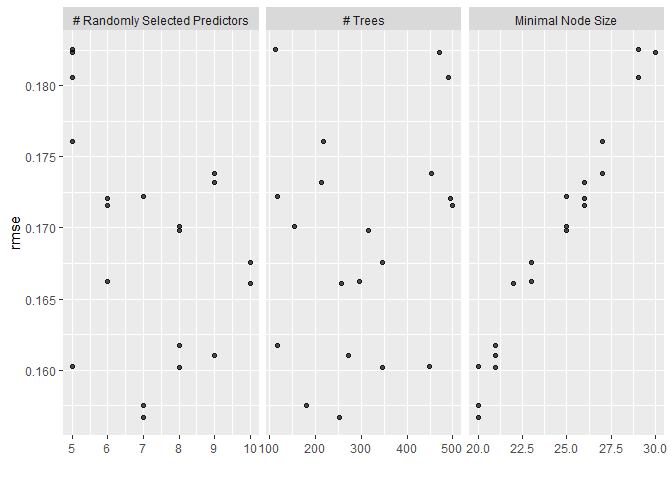 # Randomly Selected Predictors
# Trees
Minimal Node Size
rmse
0.180
0.175
0.170
0.165
0.160
5 6 7 8 9 10
100 200 300 400 500
20.0 22.5 25.0 27.5 30.0